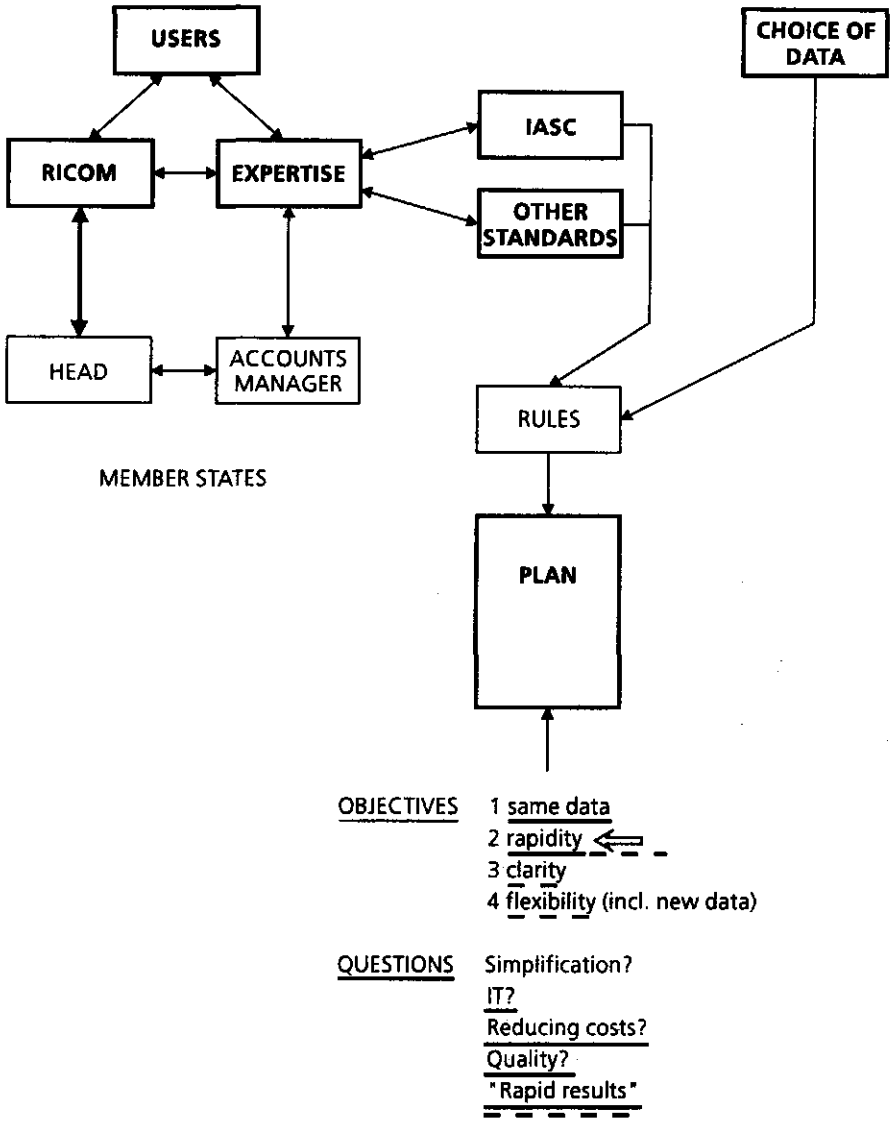 USERS
CHOICE OF
DATA
RICOM
EXPERTISE
IASC
OTHER
STANDARDS
HEAD
ACCOUNTS
MANAGER
RULES
MEMBER STATES
PLAN
OBJECTIVES 1 same data
2 rapidity
3 clarity
4 flexibility (incl. new data)
QUESTIONS Simplification?
IT?
Reducing costs?
Quality?
"Rapid results"